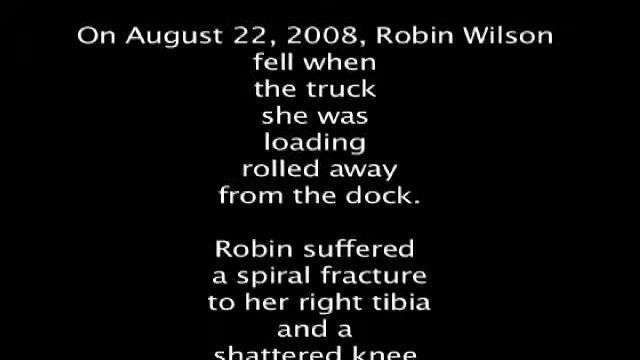 On August 22, 2008, Robin Wilson
fell when
the truck
she was
loading
rolled away
from the dock.
Robin suffered
a spiral fracture
to her right tibia
and a
shattered knee